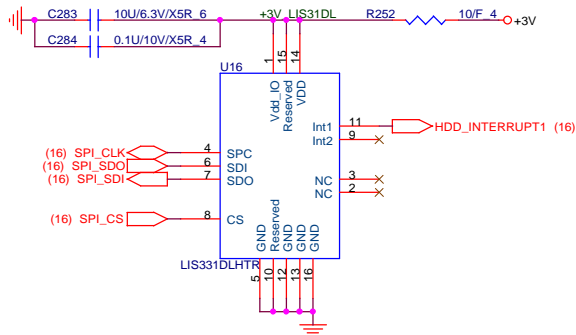 C283 10U/6.3V/X5R_6 +3V_LIS31DL R252 10/F_4
+3V
C284 0.1U/10V/X5R_4
U16
1 15 14
Vdd_IO Reserved VDD
Int1 11 HDD_INTERRUPT1 (16)
Int2 9
(16) SPI_CLK 4 SPC
(16) SPI_SDO 6 SDI
(16) SPI_SDI 7 SDO
NC 3
NC 2
(16) SPI_CS 8 CS
GND Reserved GND GND GND
LIS331DLHTR
5 10 12 13 16